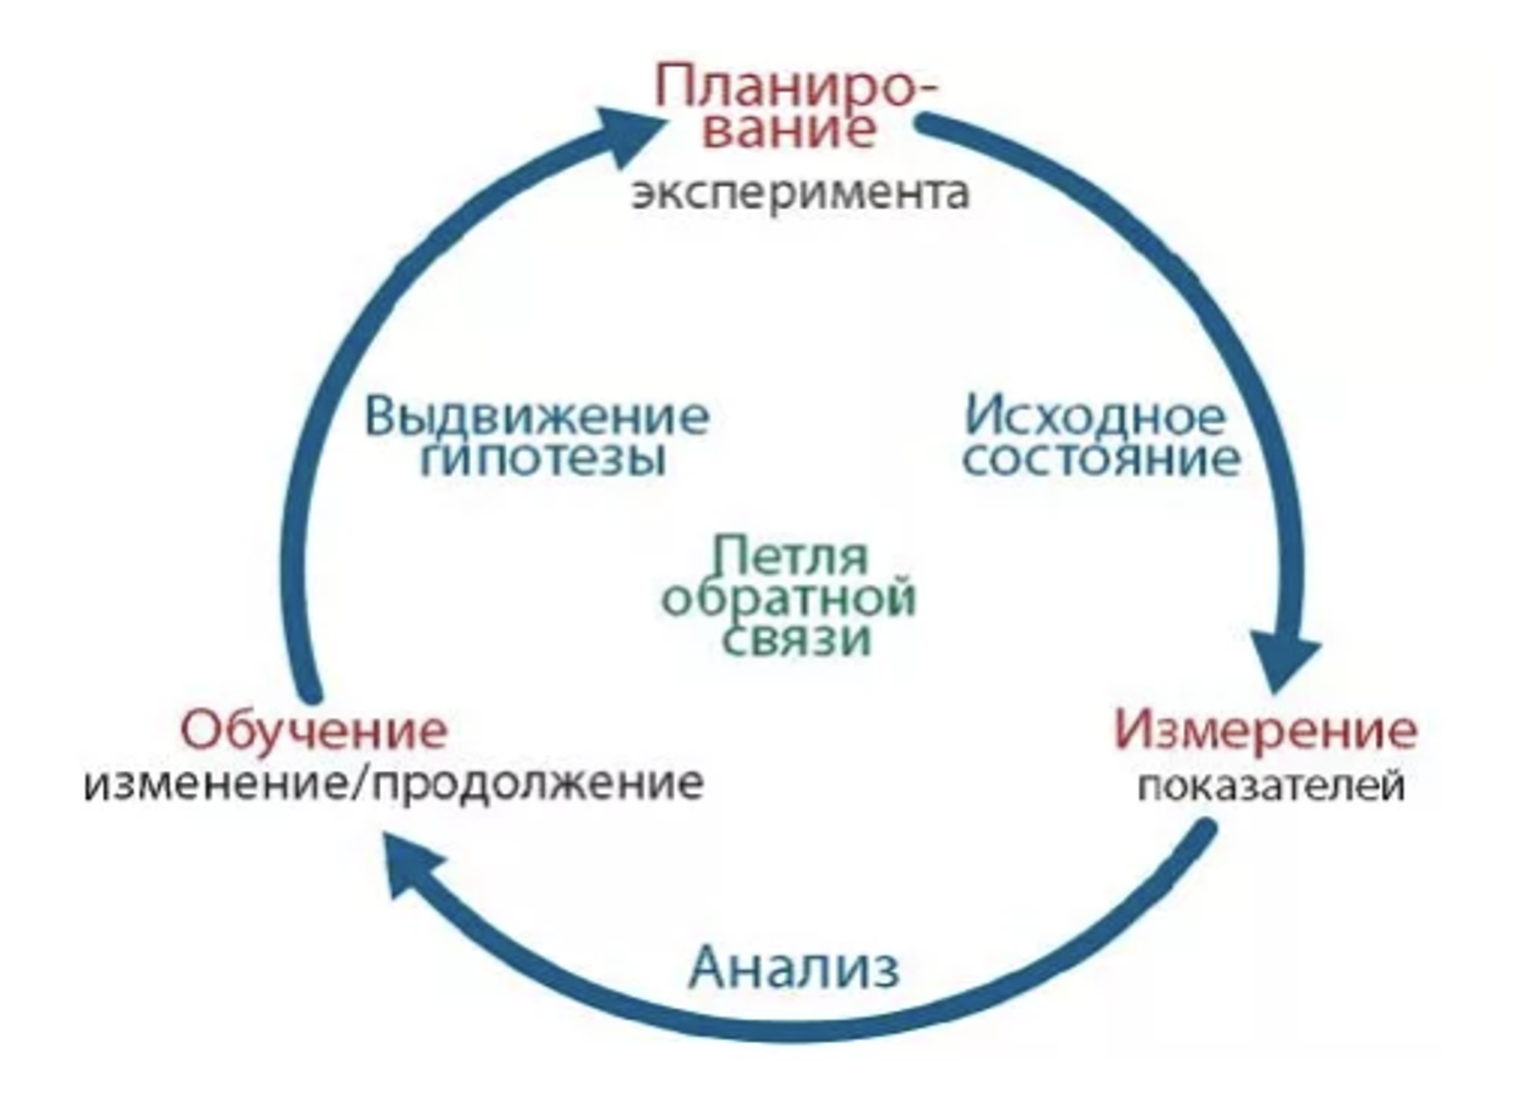 Планиро-
вание
эксперимента
Выдвижение
гипотезы
Исходное
состояние
Петля
обратной
связи
Обучение
изменение/продолжение
Измерение
показателей
Анализ